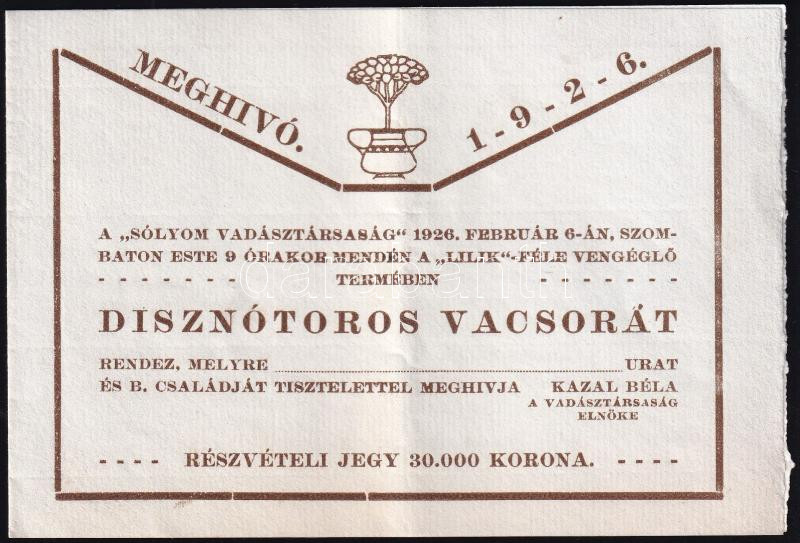 MEGHIVÓ.
1-9-2-6.
A „SÓLYOM VADÁSZTÁRSASÁG“ 1926. FEBRUÁR 6-ÁN, SZOM-
BATON ESTE 9 ÓRAKOR MENDÉN A „LILIK“-FÉLE VENGÉGLŐ
- - - - - - - TERMÉBEN - - - - - - -
DISZNÓTOROS VACSORÁT
RENDEZ, MELYRE ........................ URAT
ÉS B. CSALÁDJÁT TISZTELETTEL MEGHIVJA KAZAL BÉLA
A VADÁSZTÁRSASÁG
ELNÖKE
- - - - RÉSZVÉTELI JEGY 30.000 KORONA. - - - -